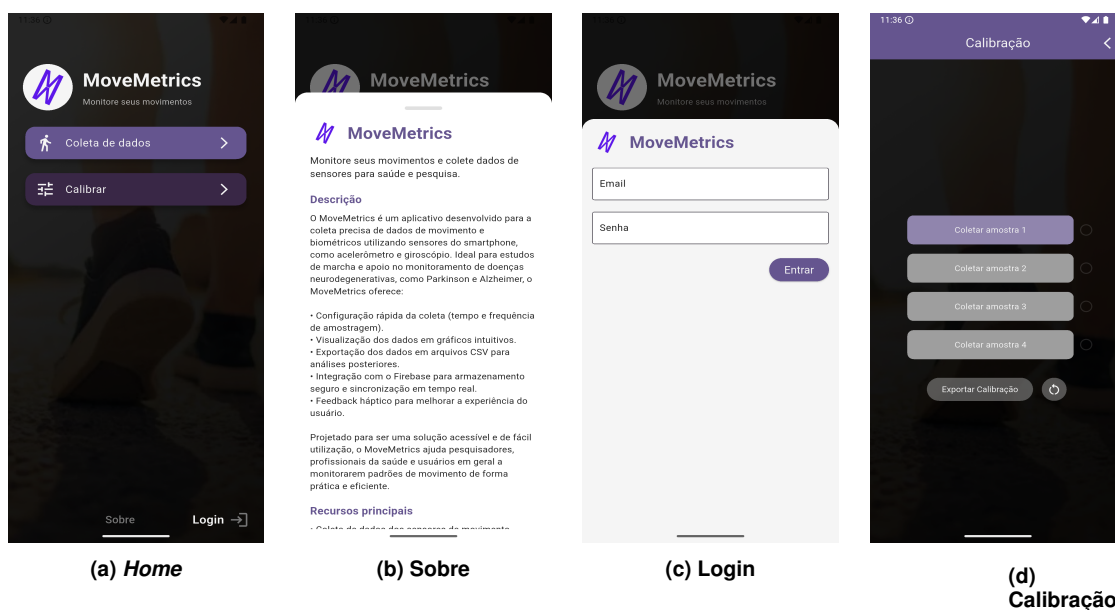 11:36
MoveMetrics
Monitore seus movimentos
Coleta de dados
Calibrar
Sobre
Login
(a) Home
11:36
MoveMetrics
MoveMetrics
Monitore seus movimentos e colete dados de
sensores para saúde e pesquisa.
Descrição
O MoveMetrics é um aplicativo desenvolvido para a
coleta precisa de dados de movimento e
biométricos utilizando sensores do smartphone,
como acelerômetro e giroscópio. Ideal para estudos
de marcha e apoio no monitoramento de doenças
neurodegenerativas, como Parkinson e Alzheimer, o
MoveMetrics oferece:
• Configuração rápida da coleta (tempo e frequência
de amostragem).
• Visualização dos dados em gráficos intuitivos.
• Exportação dos dados em arquivos CSV para
análises posteriores.
• Integração com o Firebase para armazenamento
seguro e sincronização em tempo real.
• Feedback háptico para melhorar a experiência do
usuário.
Projetado para ser uma solução acessível e de fácil
utilização, o MoveMetrics ajuda pesquisadores,
profissionais da saúde e usuários em geral a
monitorarem padrões de movimento de forma
prática e eficiente.
Recursos principais
• Coleta de dados dos sensores de movimento
(b) Sobre
11:36
MoveMetrics
Monitore seus movimentos
MoveMetrics
Email
Senha
Entrar
(c) Login
11:36
Calibração
Coletar amostra 1
Coletar amostra 2
Coletar amostra 3
Coletar amostra 4
Exportar Calibração
(d)
Calibração